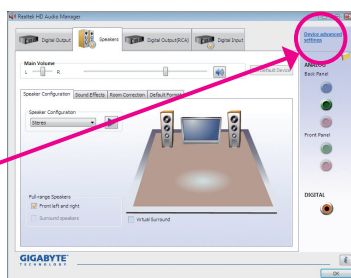 Realtek HD Audio Manager
Digital Output
Speakers
Digital Output(RCA)
Digital Input
Device advanced
settings
Main Volume
L
R
Default Device
ANALOG
Back Panel
Speaker Configuration
Sound Effects
Room Correction
Default Format
Speaker Configuration
Stereo
Front Panel
Full-range Speakers
Front left and right
Surround speakers
Virtual Surround
DIGITAL
GIGABYTE
TECHNOLOGY
OK